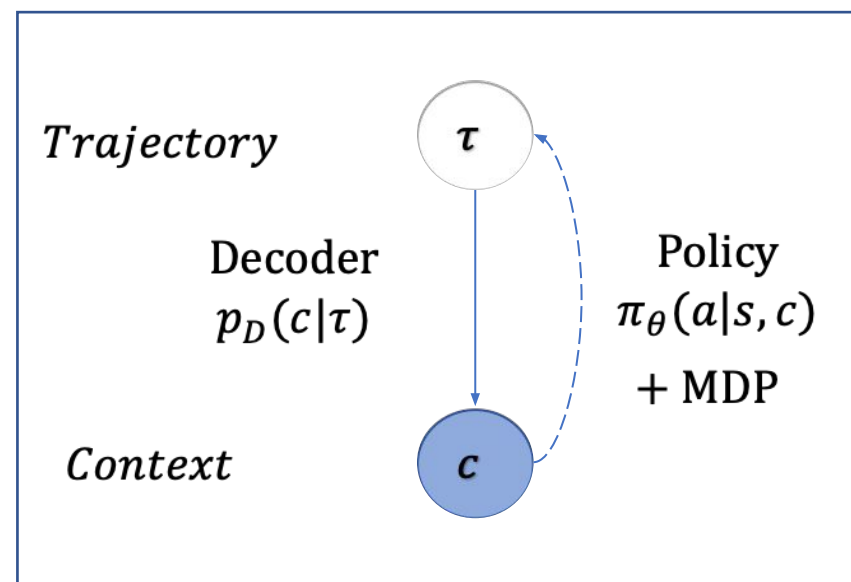 Trajectory
τ
Decoder
p_D(c|τ)
Policy
π_θ(a|s, c)
+ MDP
Context
c